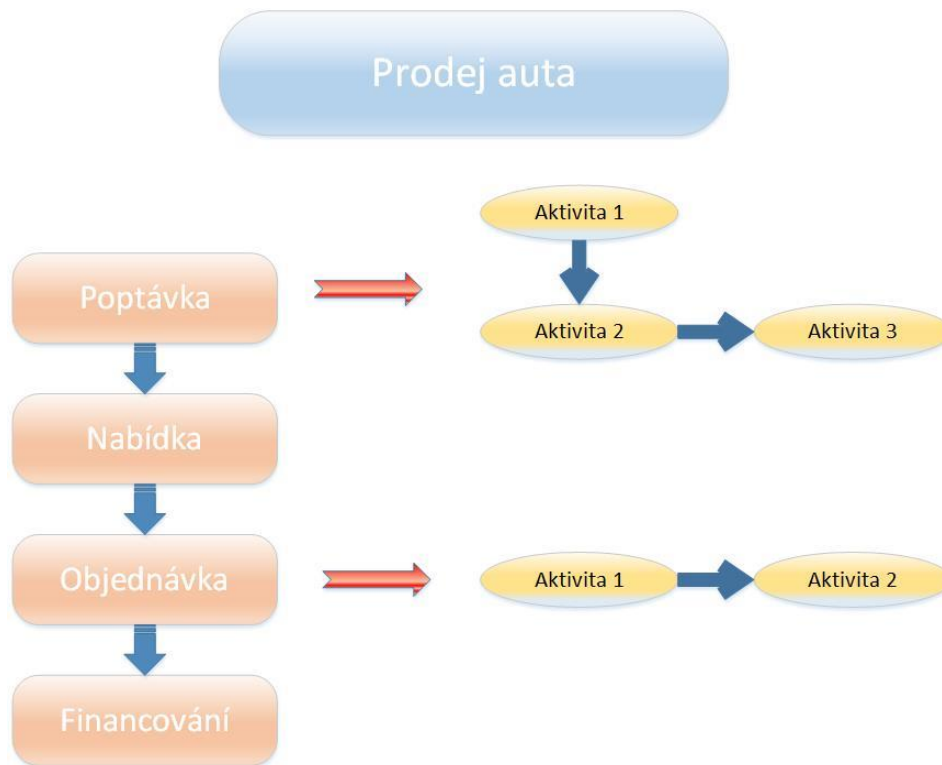 Prodej auta
Aktivita 1
Poptávka
Aktivita 2
Aktivita 3
Nabídka
Objednávka
Aktivita 1
Aktivita 2
Financování